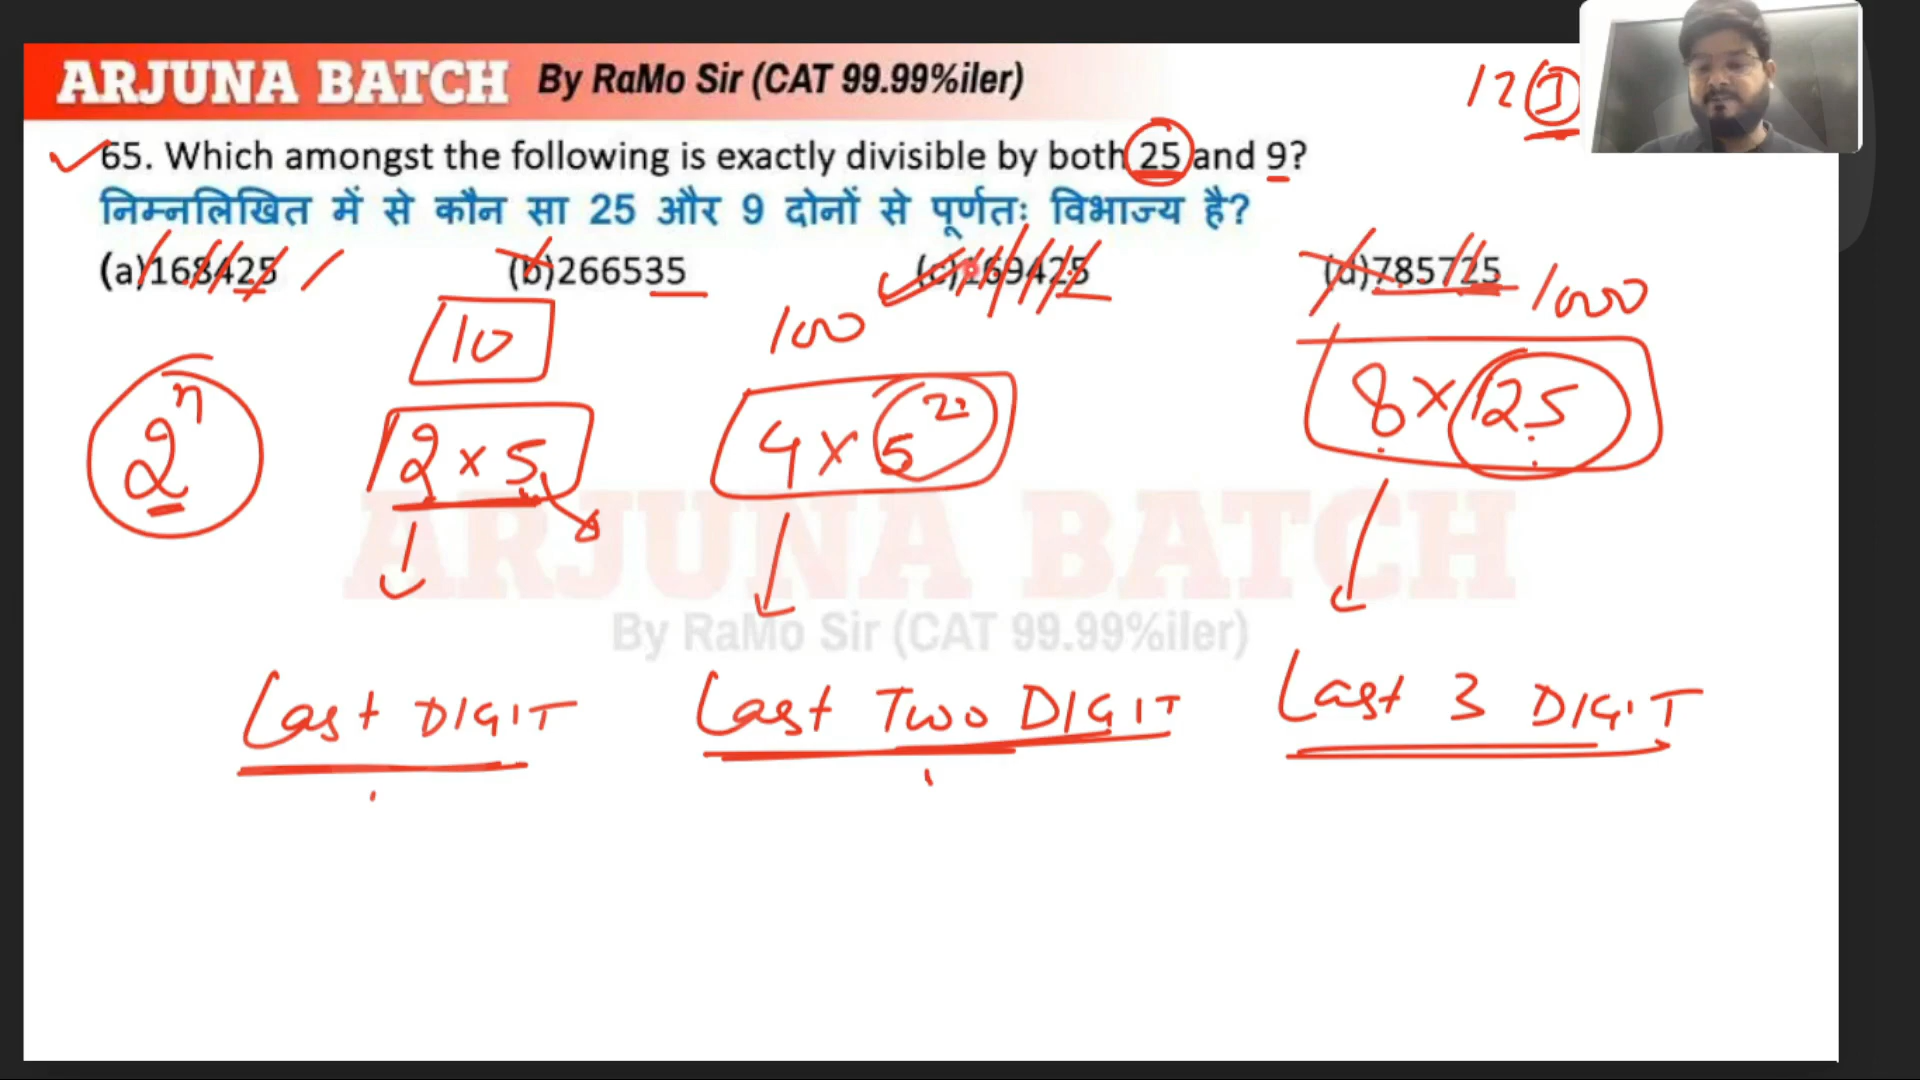 ARJUNA BATCH By RaMo Sir (CAT 99.99%iler)
65. Which amongst the following is exactly divisible by both 25 and 9?
निम्नलिखित में से कौन सा 25 और 9 दोनों से पूर्णतः विभाज्य है?
(a)168425 (b)266535 (c)169425 (d)785725
10 100 1000
2ⁿ 2 × 5 4 × 5² 8 × 125
ARJUNA BATCH
By RaMo Sir (CAT 99.99%iler)
Last DIGIT Last Two DIGIT Last 3 DIGIT